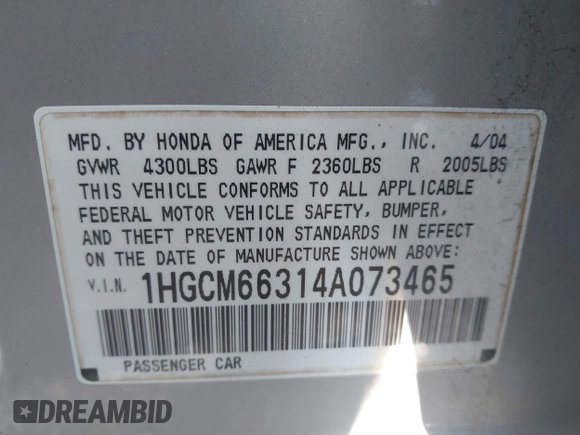 MFD. BY HONDA OF AMERICA MFG., INC. 4/04
GVWR 4300LBS GAWR F 2360LBS R 2005LBS
THIS VEHICLE CONFORMS TO ALL APPLICABLE
FEDERAL MOTOR VEHICLE SAFETY, BUMPER,
AND THEFT PREVENTION STANDARDS IN EFFECT
ON THE DATE OF MANUFACTURE SHOWN ABOVE:
V.I.N. 1HGCM66314A073465
PASSENGER CAR
DREAMBID